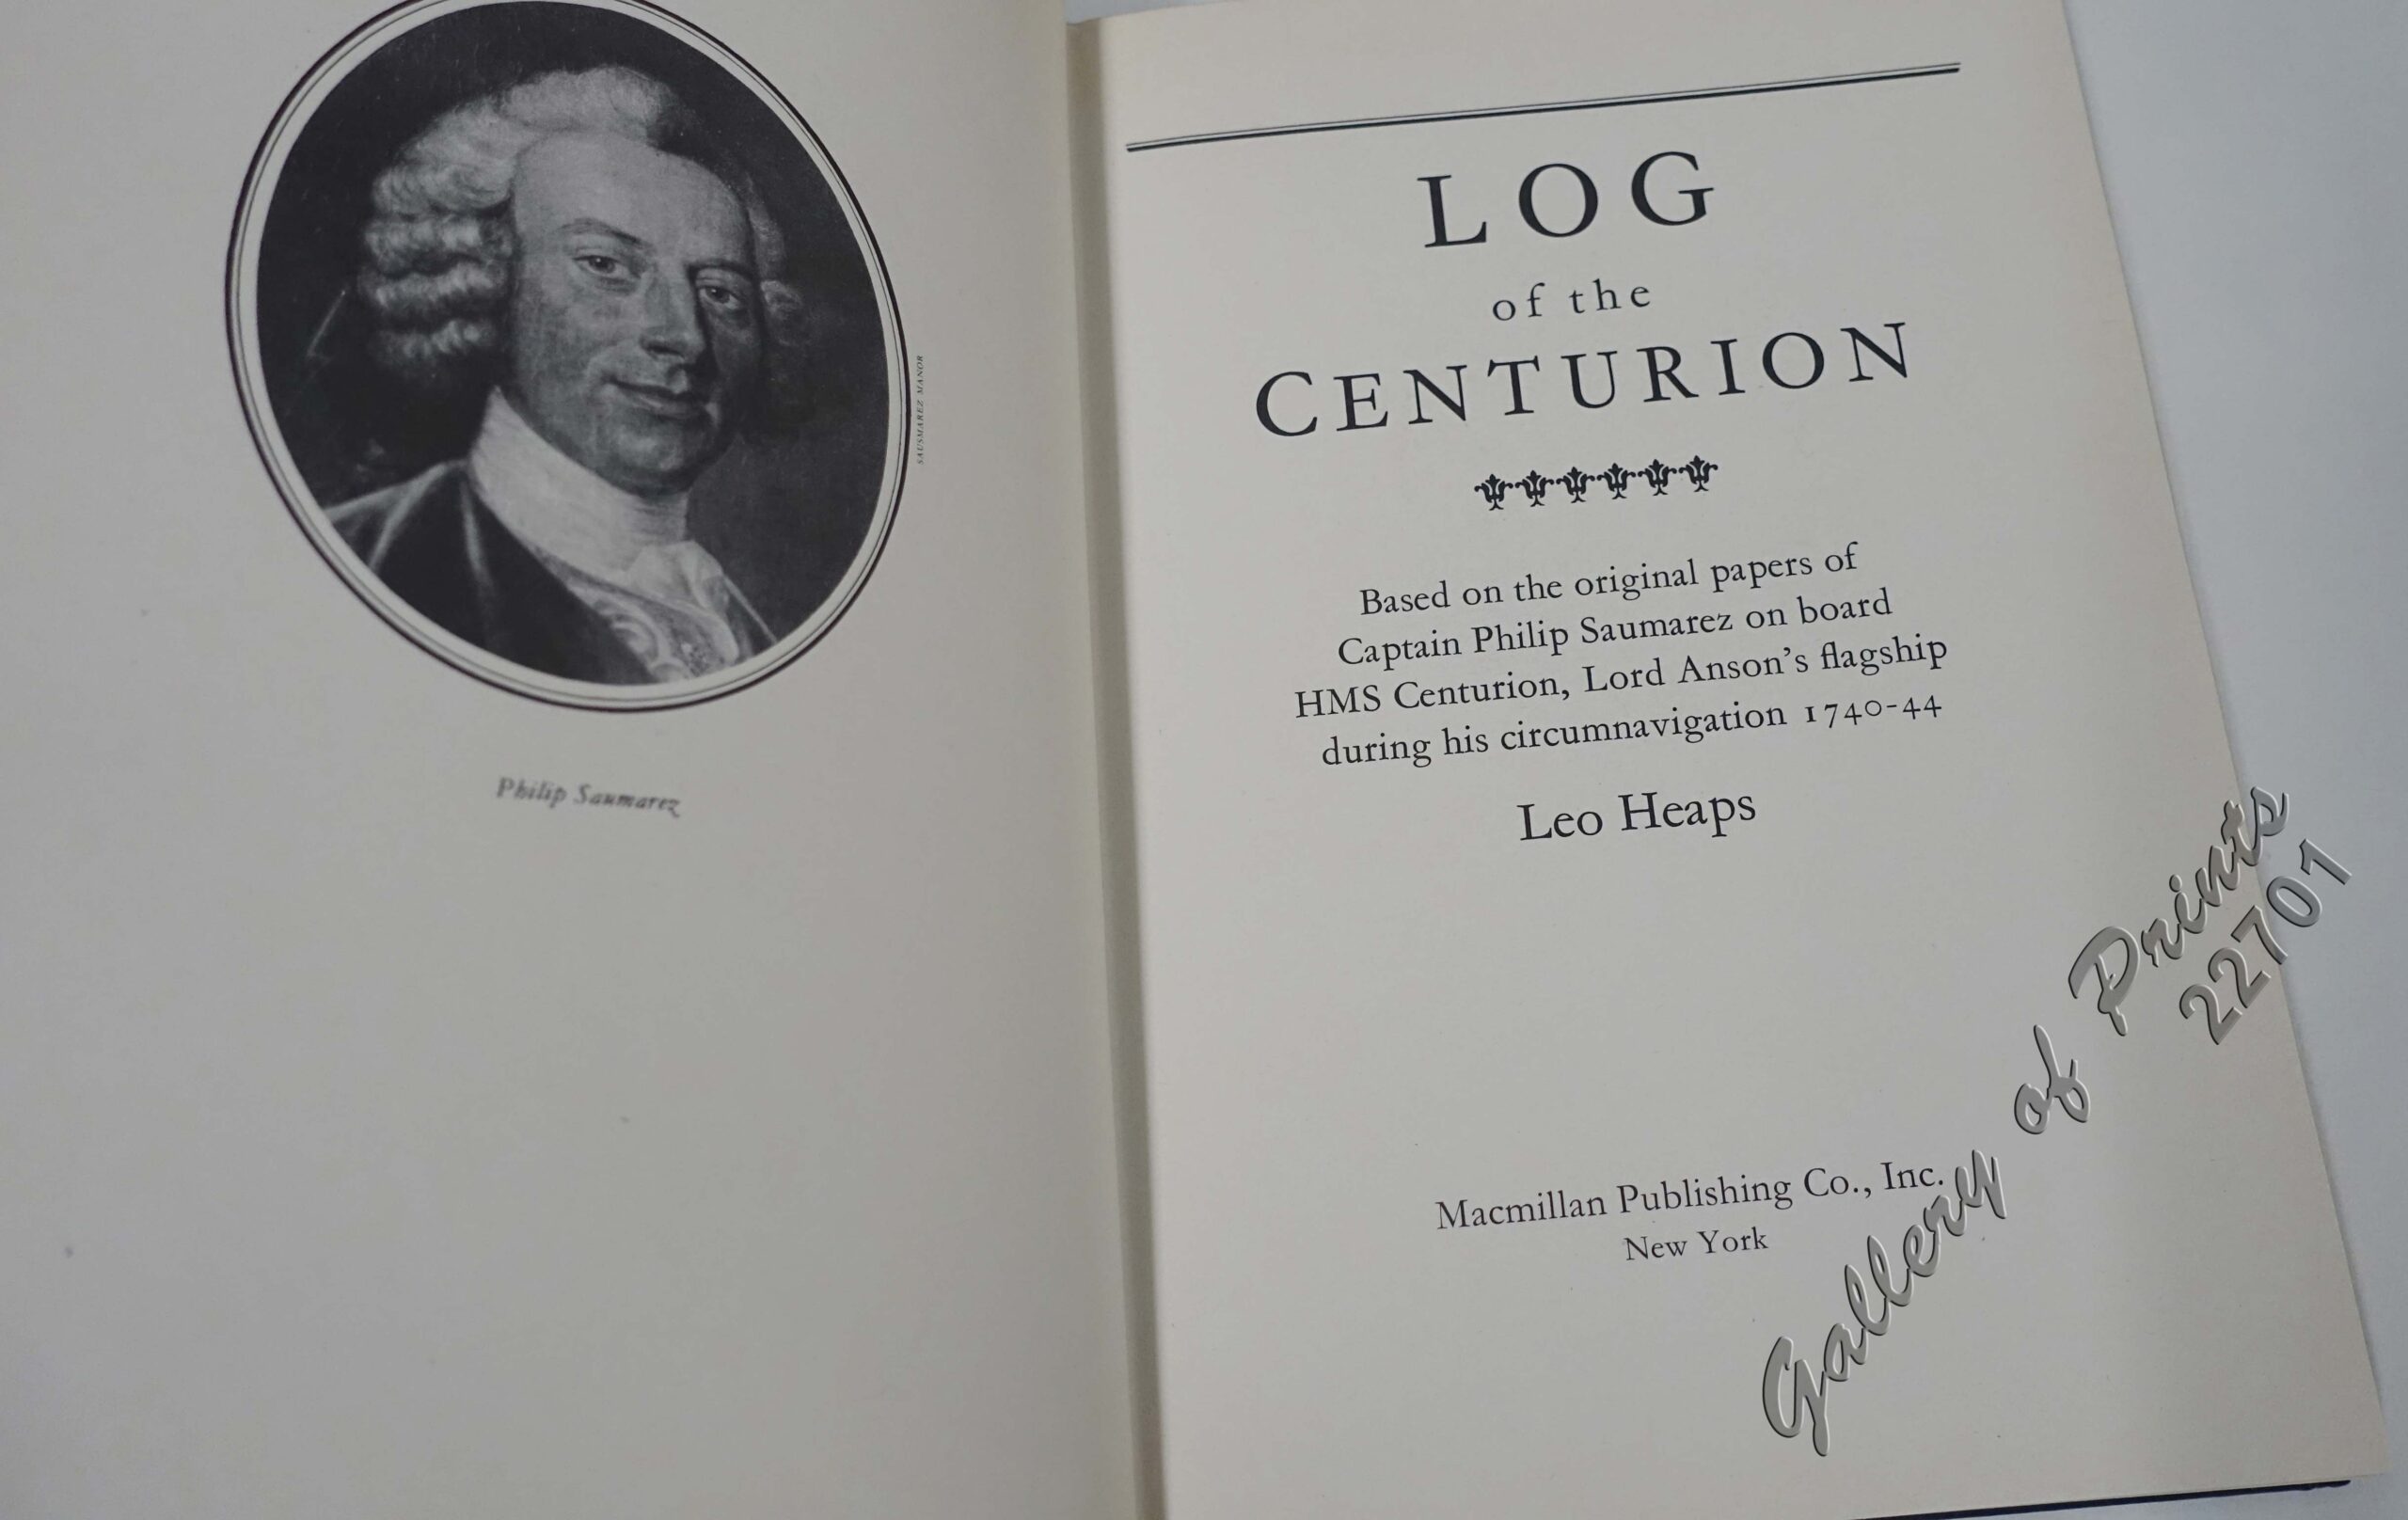 SAUSMAREZ MANOR
Philip Saumarez
LOG
of the
CENTURION
Based on the original papers of
Captain Philip Saumarez on board
HMS Centurion, Lord Anson's flagship
during his circumnavigation 1740-44
Leo Heaps
Macmillan Publishing Co., Inc.
New York
Gallery of Prints
22701